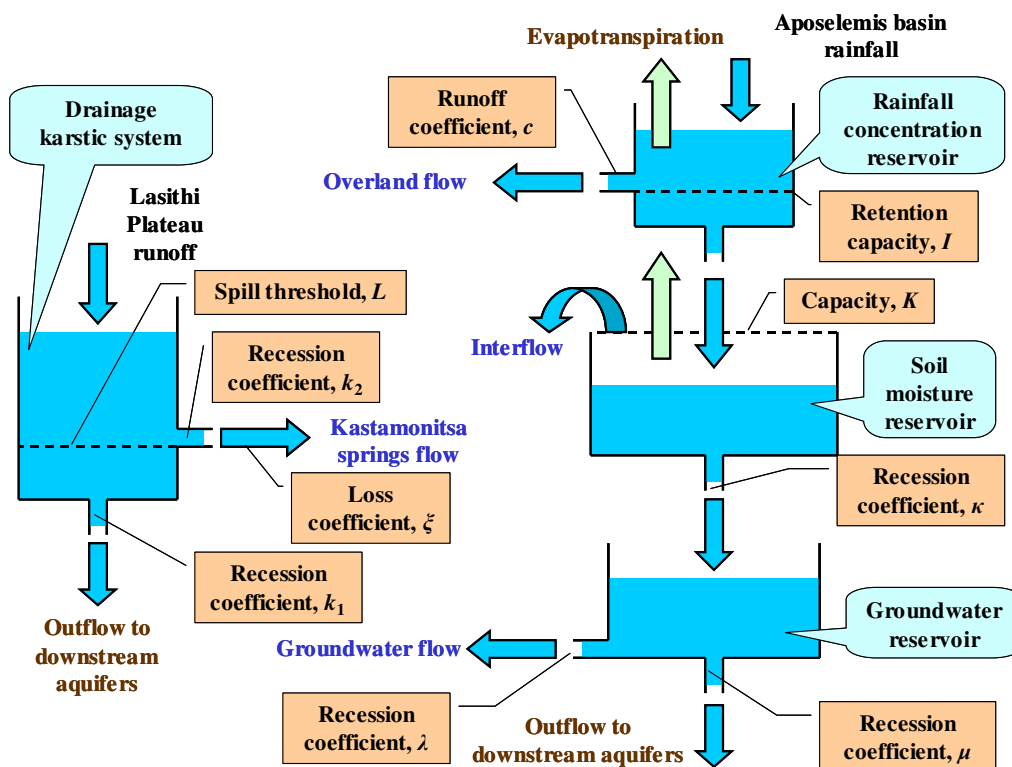 Evapotranspiration
Aposelemis basin
rainfall
Drainage
karstic system
Runoff
coefficient, c
Rainfall
concentration
reservoir
Overland flow
Lasithi
Plateau
runoff
Retention
capacity, I
Spill threshold, L
Capacity, K
Interflow
Recession
coefficient, k2
Soil
moisture
reservoir
Kastamonitsa
springs flow
Loss
coefficient, ξ
Recession
coefficient, κ
Recession
coefficient, k1
Groundwater
reservoir
Outflow to
downstream
aquifers
Groundwater flow
Recession
coefficient, λ
Outflow to
downstream aquifers
Recession
coefficient, μ